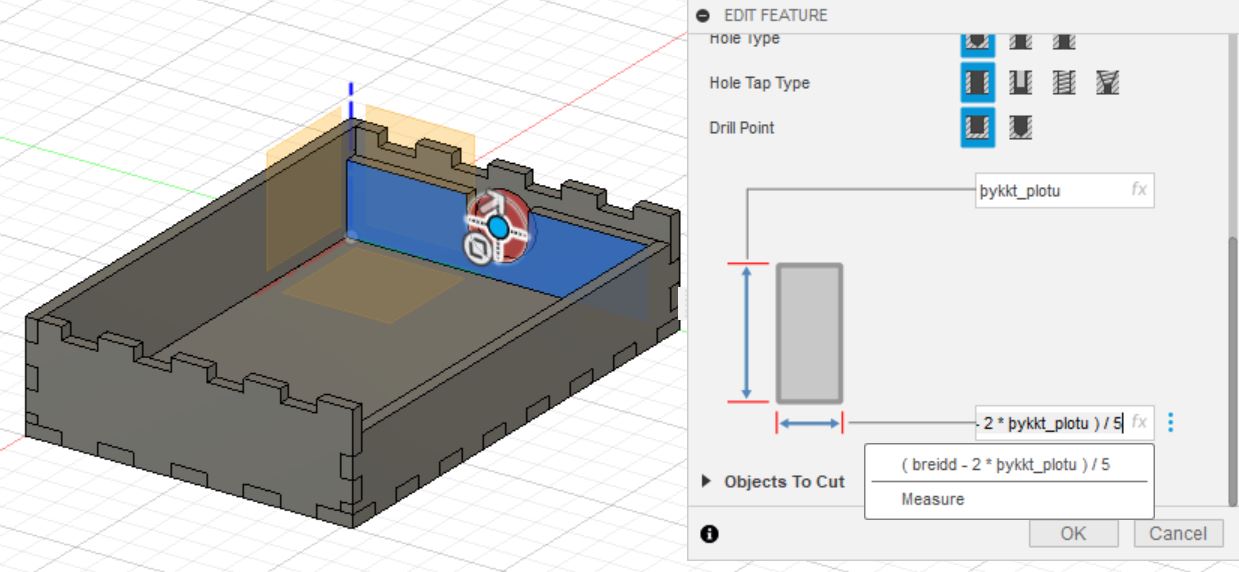 EDIT FEATURE
Hole Type
Hole Tap Type
Drill Point
þykkt_plotu fx
- 2 * þykkt_plotu ) / 5 fx
( breidd - 2 * þykkt_plotu ) / 5
Objects To Cut
Measure
OK Cancel